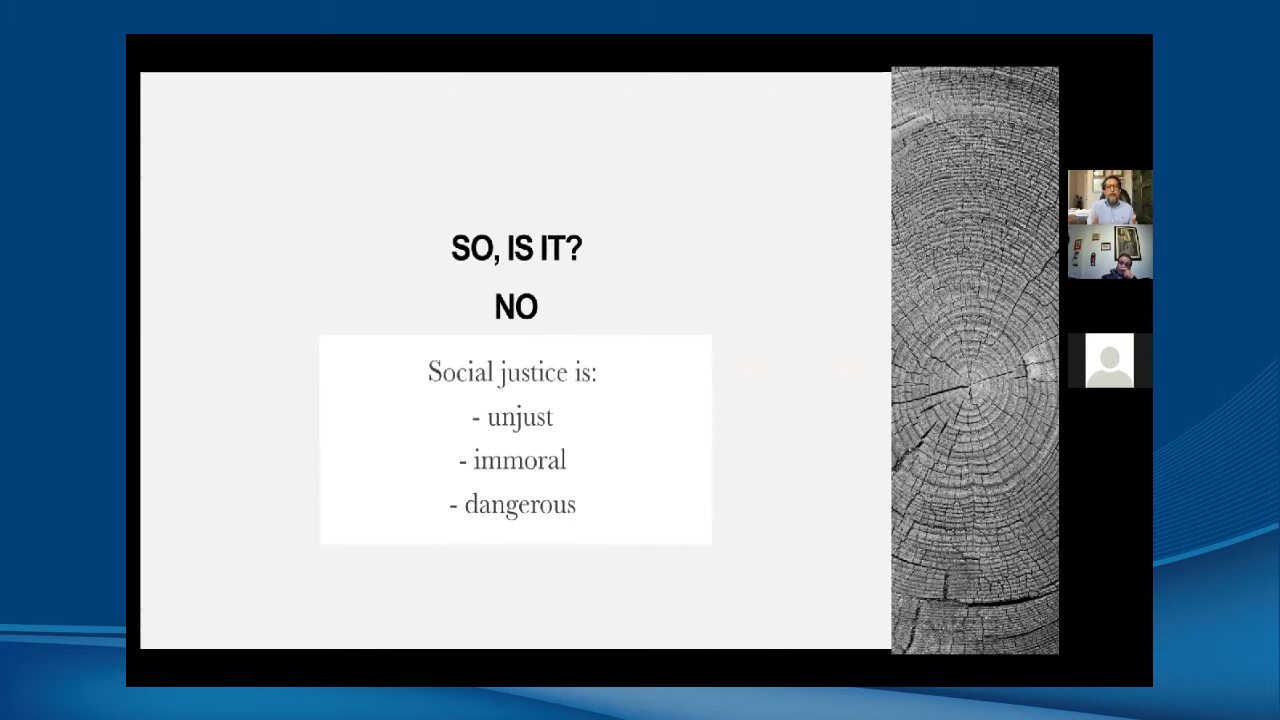 SO, IS IT?
NO
Social justice is:
- unjust
- immoral
- dangerous